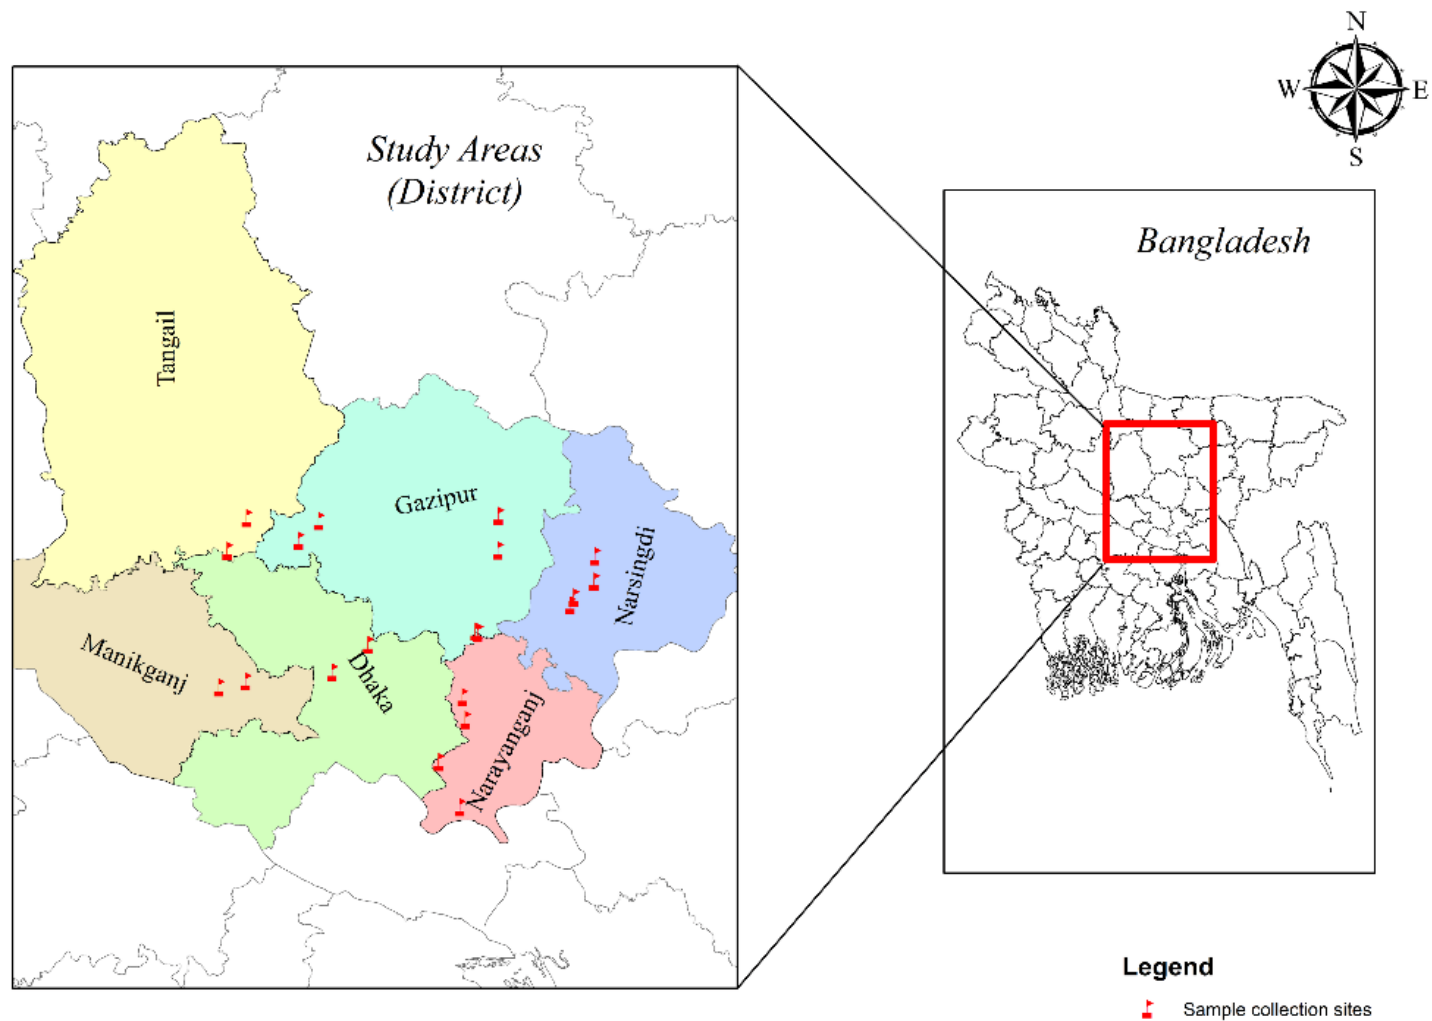 N
W E
S
Study Areas
(District)
Bangladesh
Tangail
Gazipur
Narsingdi
Manikganj
Dhaka
Narayanganj
Legend
Sample collection sites